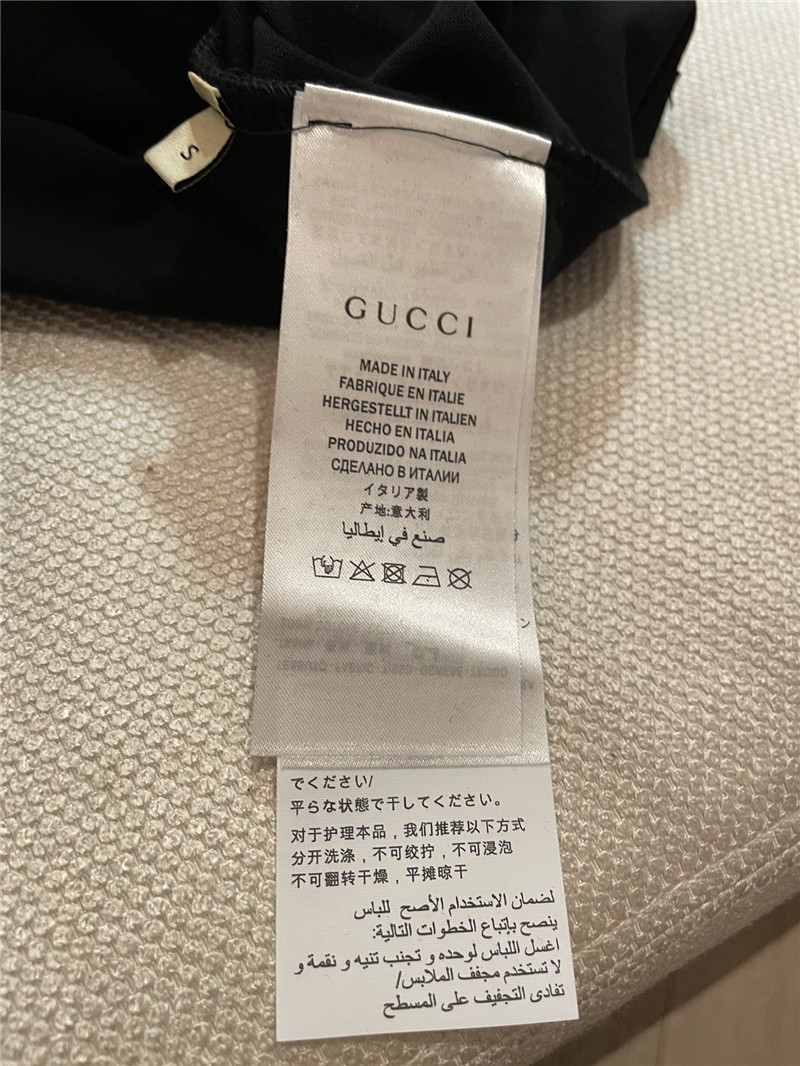 S
GUCCI
MADE IN ITALY
FABRIQUE EN ITALIE
HERGESTELLT IN ITALIEN
HECHO EN ITALIA
PRODUZIDO NA ITALIA
СДЕЛАНО В ИТАЛИИ
イタリア製
产地:意大利
صنع في إيطاليا
でください/
平らな状態で干してください。
对于护理本品，我们推荐以下方式
分开洗涤，不可绞拧，不可浸泡
不可翻转干燥，平摊晾干
لضمان الاستخدام الأصح للباس
ينصح بإتباع الخطوات التالية:
اغسل اللباس لوحده و تجنب تنيه و نقمة و
لا تستخدم مجفف الملابس/
تفادى التجفيف على المسطح